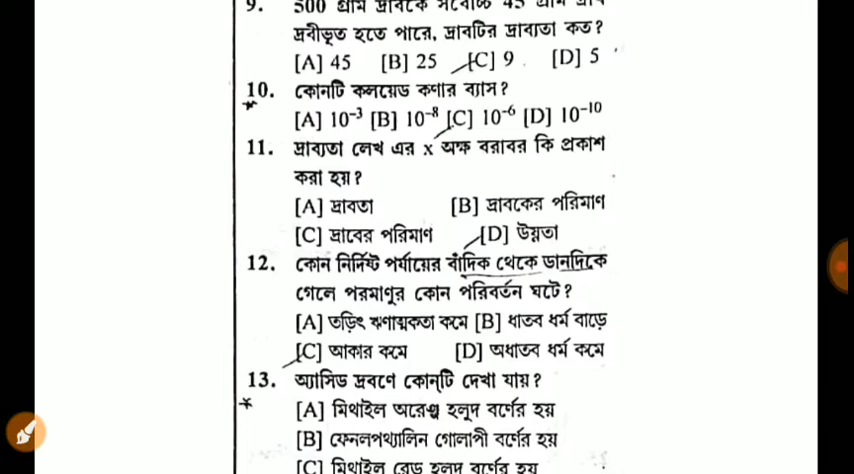 9. 500 গ্রাম দ্রাবকে সর্বোচ্চ 45 গ্রাম দ্রাব
দ্রবীভূত হতে পারে, দ্রাবটির দ্রাব্যতা কত?
[A] 45 [B] 25 [C] 9 . [D] 5
10. কোনটি কলয়েড কণার ব্যাস?
[A] 10⁻³ [B] 10⁻⁸ [C] 10⁻⁶ [D] 10⁻¹⁰
11. দ্রাব্যতা লেখ এর x অক্ষ বরাবর কি প্রকাশ
করা হয়?
[A] দ্রাবতা [B] দ্রাবকের পরিমাণ
[C] দ্রাবের পরিমাণ [D] উষ্ণতা
12. কোন নির্দিষ্ট পর্যায়ের বাঁদিক থেকে ডানদিকে
গেলে পরমাণুর কোন পরিবর্তন ঘটে?
[A] তড়িৎ ঋণাত্মকতা কমে [B] ধাতব ধর্ম বাড়ে
[C] আকার কমে [D] অধাতব ধর্ম কমে
13. অ্যাসিড দ্রবণে কোন্‌টি দেখা যায়?
[A] মিথাইল অরেঞ্জ হলুদ বর্ণের হয়
[B] ফেনলপথ্যালিন গোলাপী বর্ণের হয়
[C] মিথাইল রেড হলুদ বর্ণের হয়